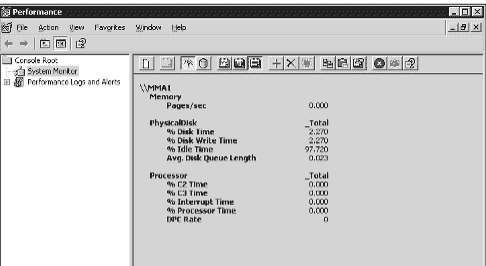 Performance
File Action View Favorites Window Help
Console Root
System Monitor
Performance Logs and Alerts
\\MMA1
Memory
Pages/sec 0.000
PhysicalDisk _Total
% Disk Time 2.270
% Disk Write Time 2.270
% Idle Time 97.720
Avg. Disk Queue Length 0.023
Processor _Total
% C2 Time 0.000
% C3 Time 0.000
% Interrupt Time 0.000
% Processor Time 0.000
DPC Rate 0